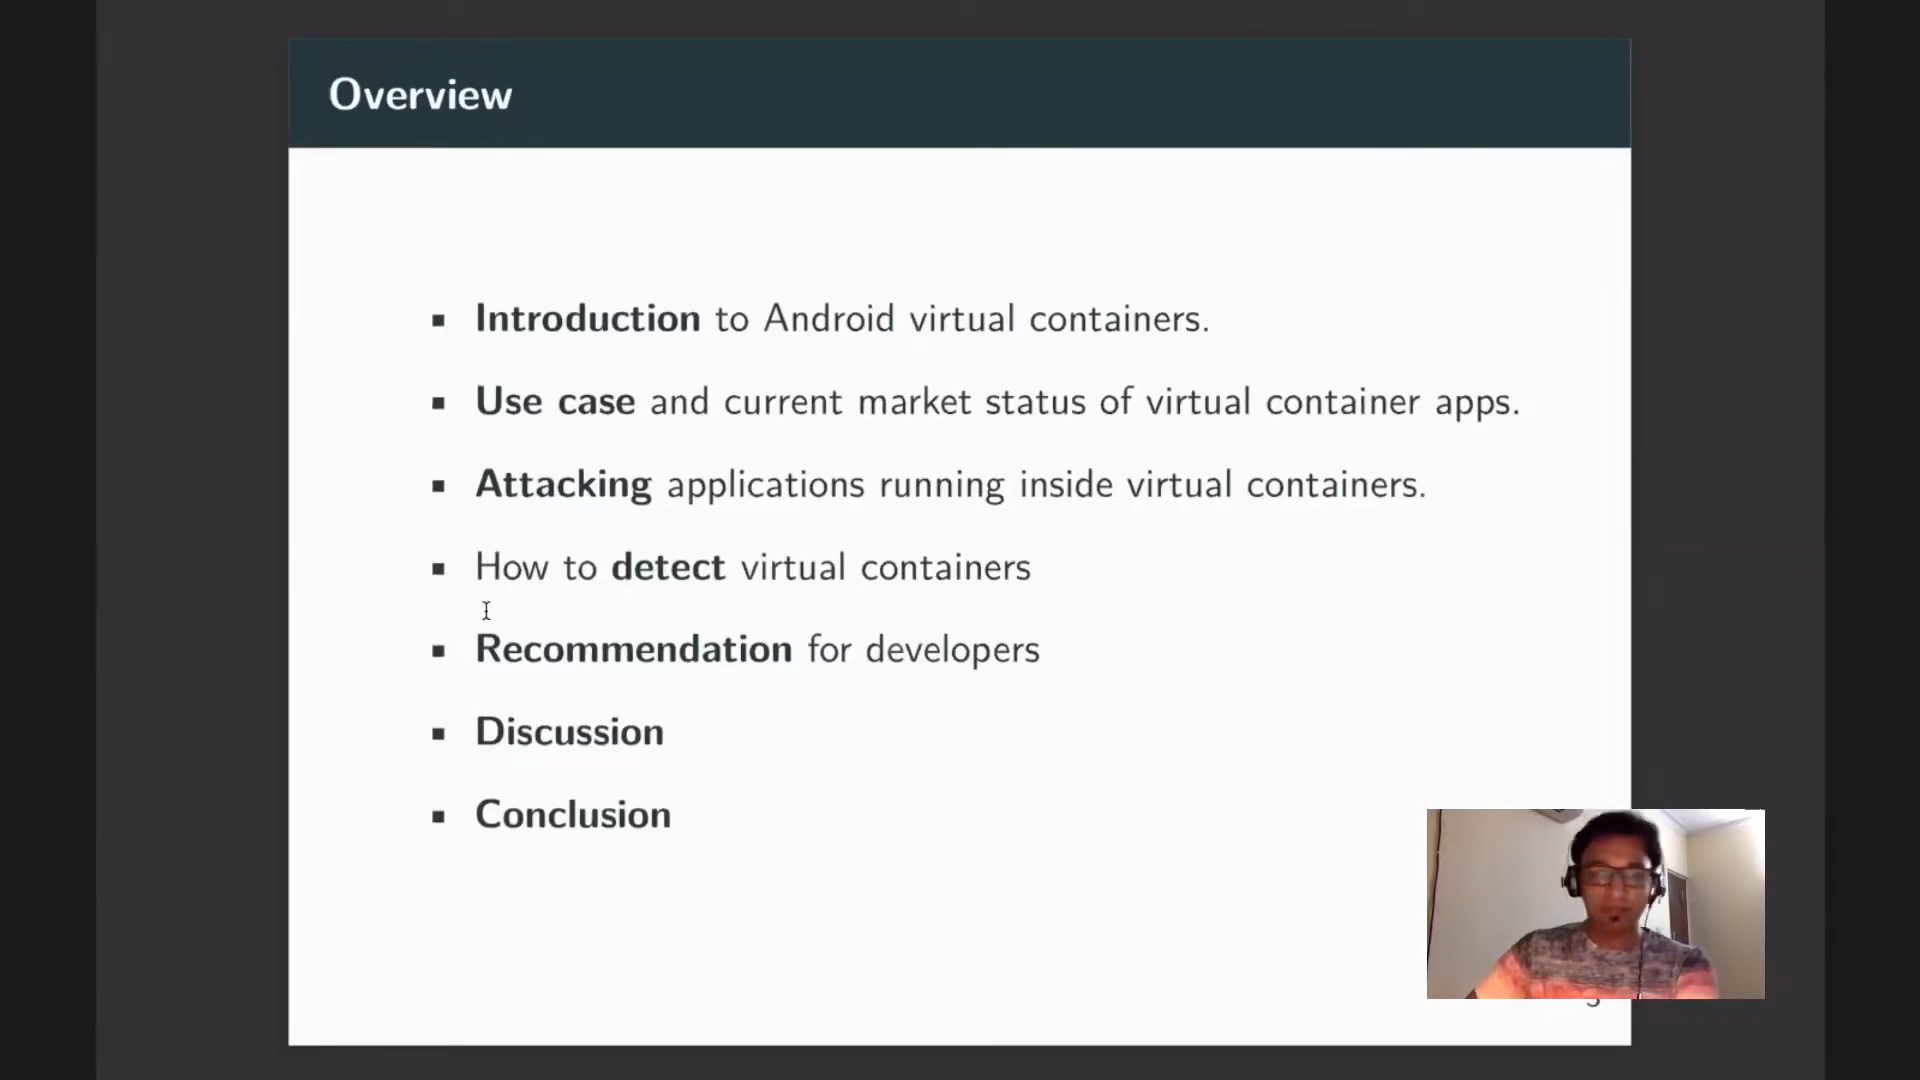 Overview
Introduction to Android virtual containers.
Use case and current market status of virtual container apps.
Attacking applications running inside virtual containers.
How to detect virtual containers
Recommendation for developers
Discussion
Conclusion